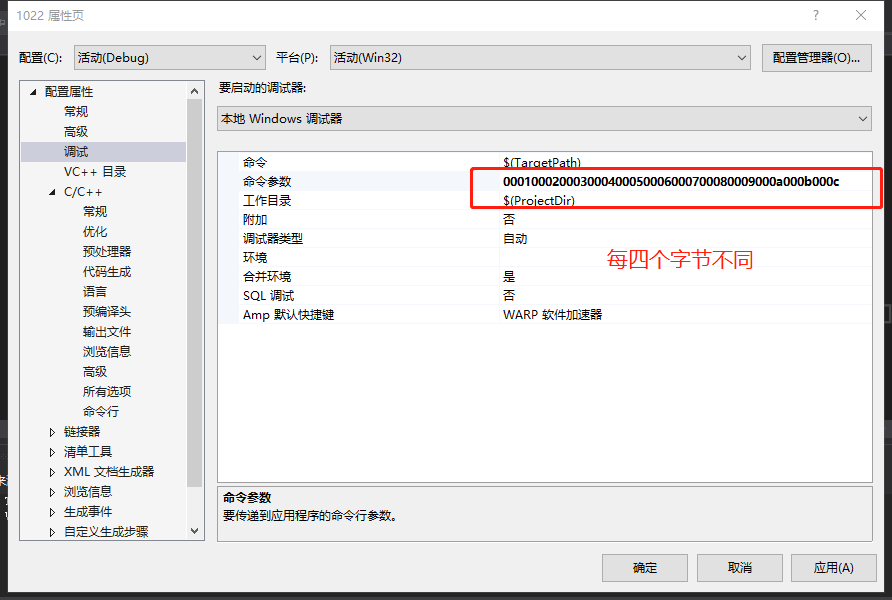 1022 属性页
配置(C): 活动(Debug) 平台(P): 活动(Win32) 配置管理器(O)...
配置属性
常规
高级
调试
VC++ 目录
C/C++
常规
优化
预处理器
代码生成
语言
预编译头
输出文件
浏览信息
高级
所有选项
命令行
链接器
清单工具
XML 文档生成器
浏览信息
生成事件
自定义生成步骤
要启动的调试器:
本地 Windows 调试器
命令 $(TargetPath)
命令参数 000100020003000400050006000700080009000a000b000c
工作目录 $(ProjectDir)
附加 否
调试器类型 自动
环境
合并环境 是
SQL 调试 否
Amp 默认快捷键 WARP 软件加速器
每四个字节不同
命令参数
要传递到应用程序的命令行参数。
确定 取消 应用(A)